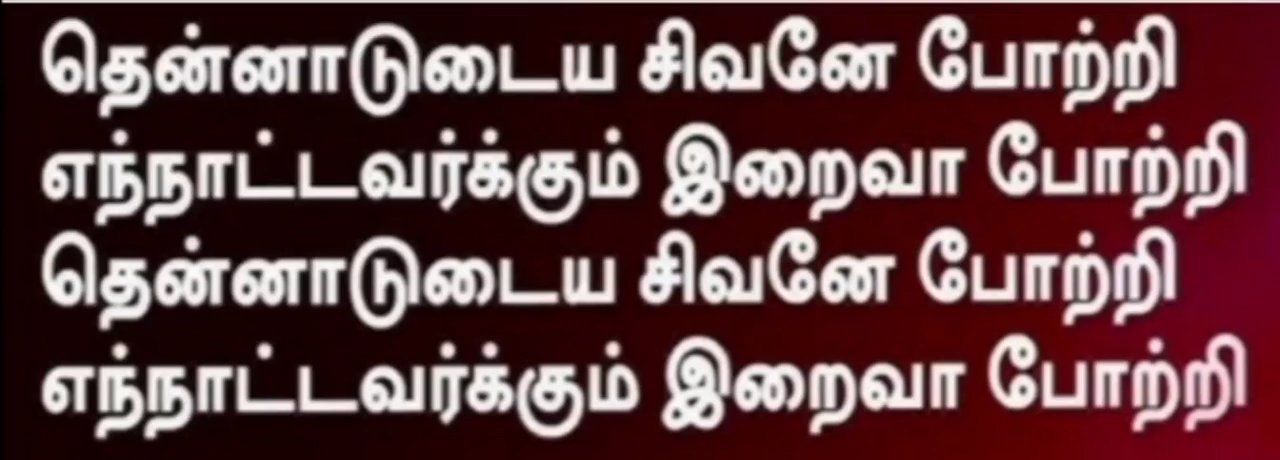 தென்னாடுடைய சிவனே போற்றி
எந்நாட்டவர்க்கும் இறைவா போற்றி
தென்னாடுடைய சிவனே போற்றி
எந்நாட்டவர்க்கும் இறைவா போற்றி